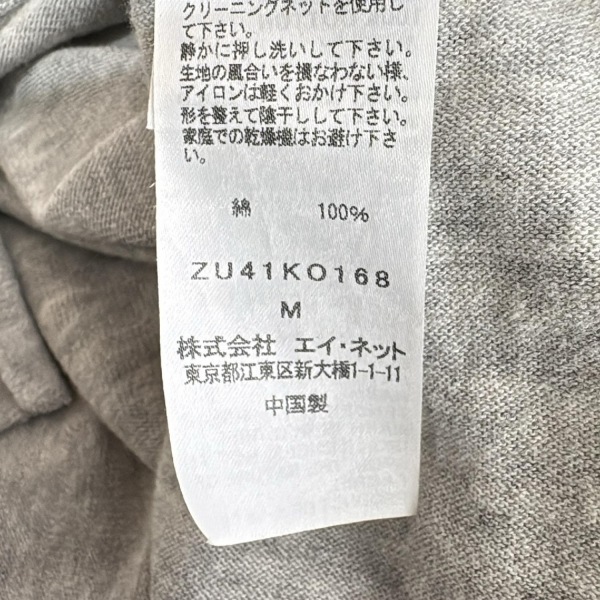 クリーニングネットを使用し
て下さい。
静かに押し洗いして下さい。
生地の風合いを損なわない様、
アイロンは軽くおかけ下さい。
形を整えて陰干しして下さい。
家庭での乾燥機はお避け下さ
い。
綿 100%
ZU41KO168
M
株式会社 エイ・ネット
東京都江東区新大橋1-1-11
中国製